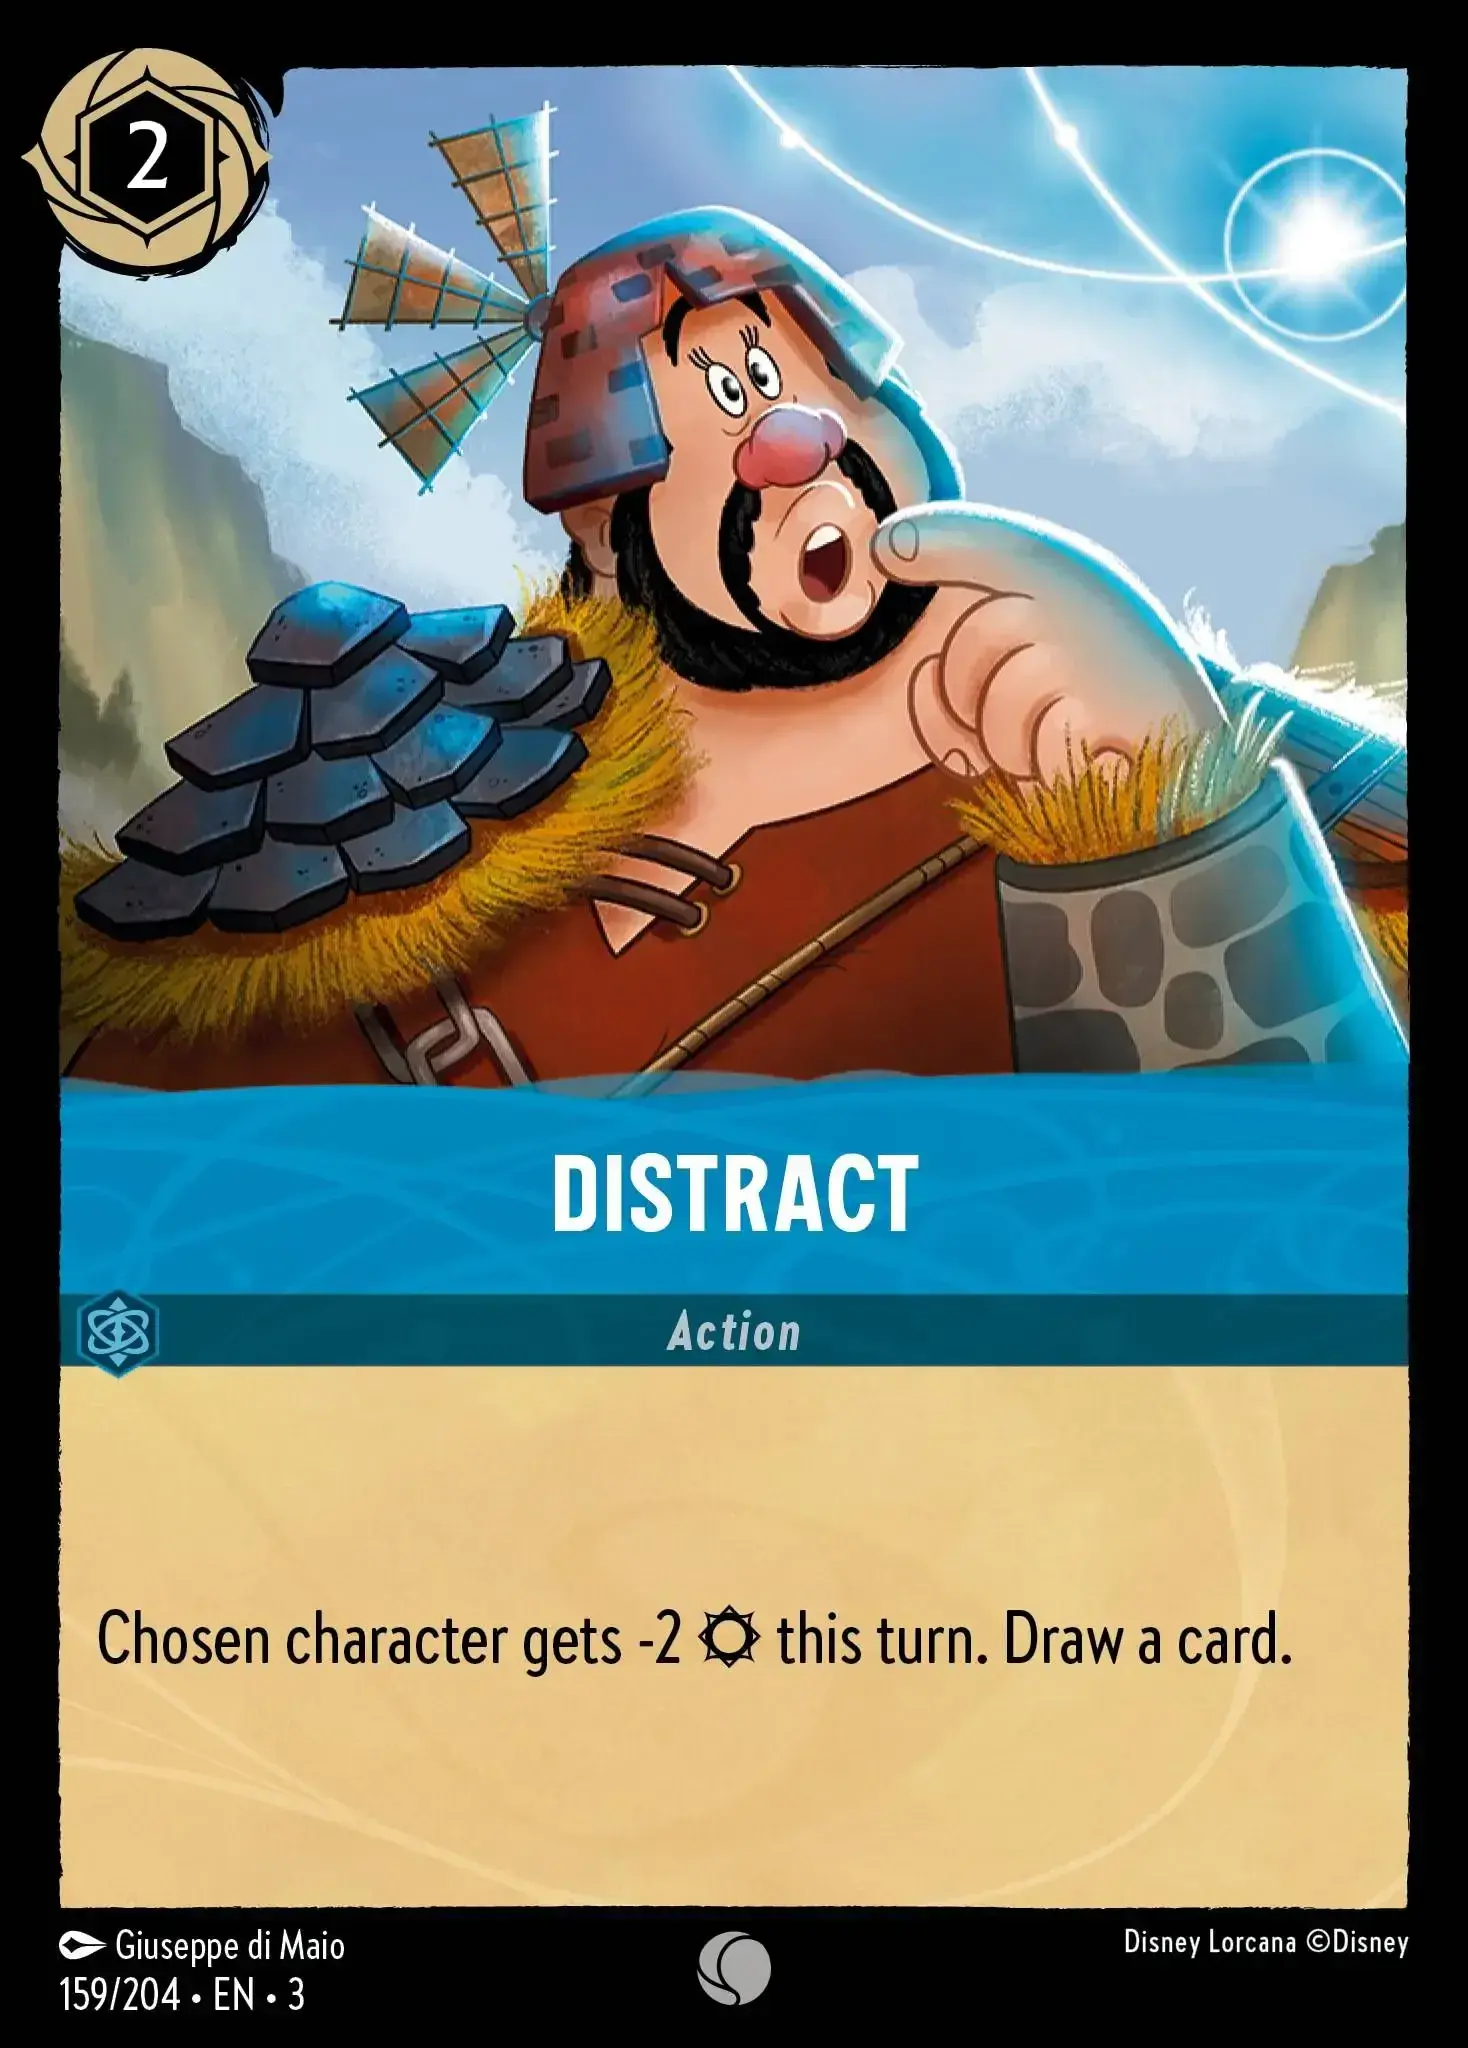 2
DISTRACT
Action
Chosen character gets -2 this turn. Draw a card.
Giuseppe di Maio
Disney Lorcana ©Disney
159/204 • EN • 3